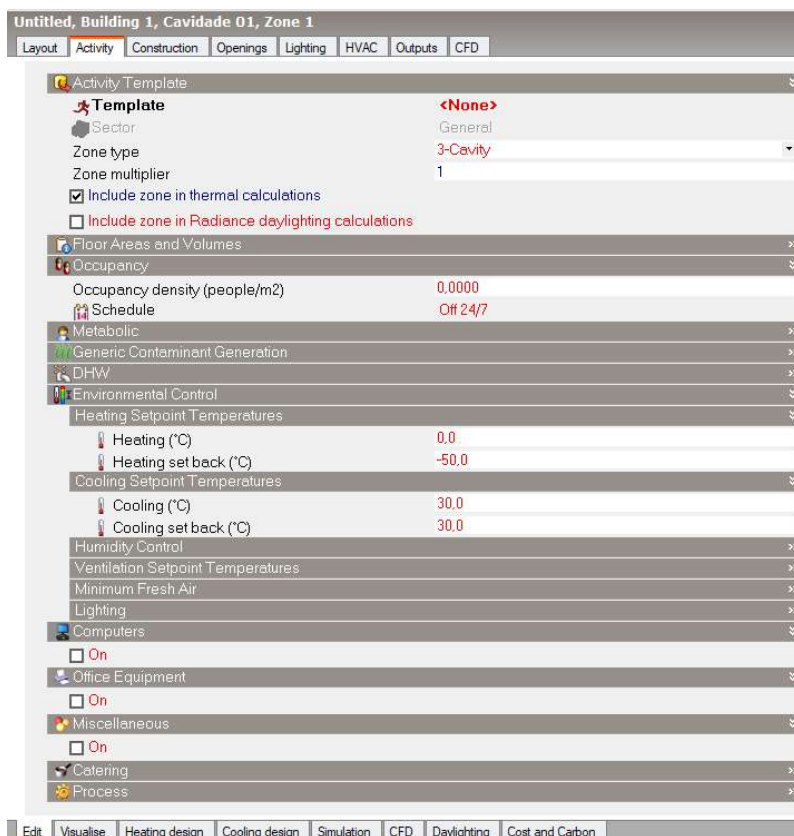 Untitled, Building 1, Cavidade 01, Zone 1
Layout Activity Construction Openings Lighting HVAC Outputs CFD
Activity Template
Template <None>
Sector General
Zone type 3-Cavity
Zone multiplier 1
Include zone in thermal calculations
Include zone in Radiance daylighting calculations
Floor Areas and Volumes
Occupancy
Occupancy density (people/m2) 0,0000
Schedule Off 24/7
Metabolic
Generic Contaminant Generation
DHW
Environmental Control
Heating Setpoint Temperatures
Heating (°C) 0,0
Heating set back (°C) -50,0
Cooling Setpoint Temperatures
Cooling (°C) 30,0
Cooling set back (°C) 30,0
Humidity Control
Ventilation Setpoint Temperatures
Minimum Fresh Air
Lighting
Computers
On
Office Equipment
On
Miscellaneous
On
Catering
Process
Edit Visualise Heating design Cooling design Simulation CFD Daylighting Cost and Carbon